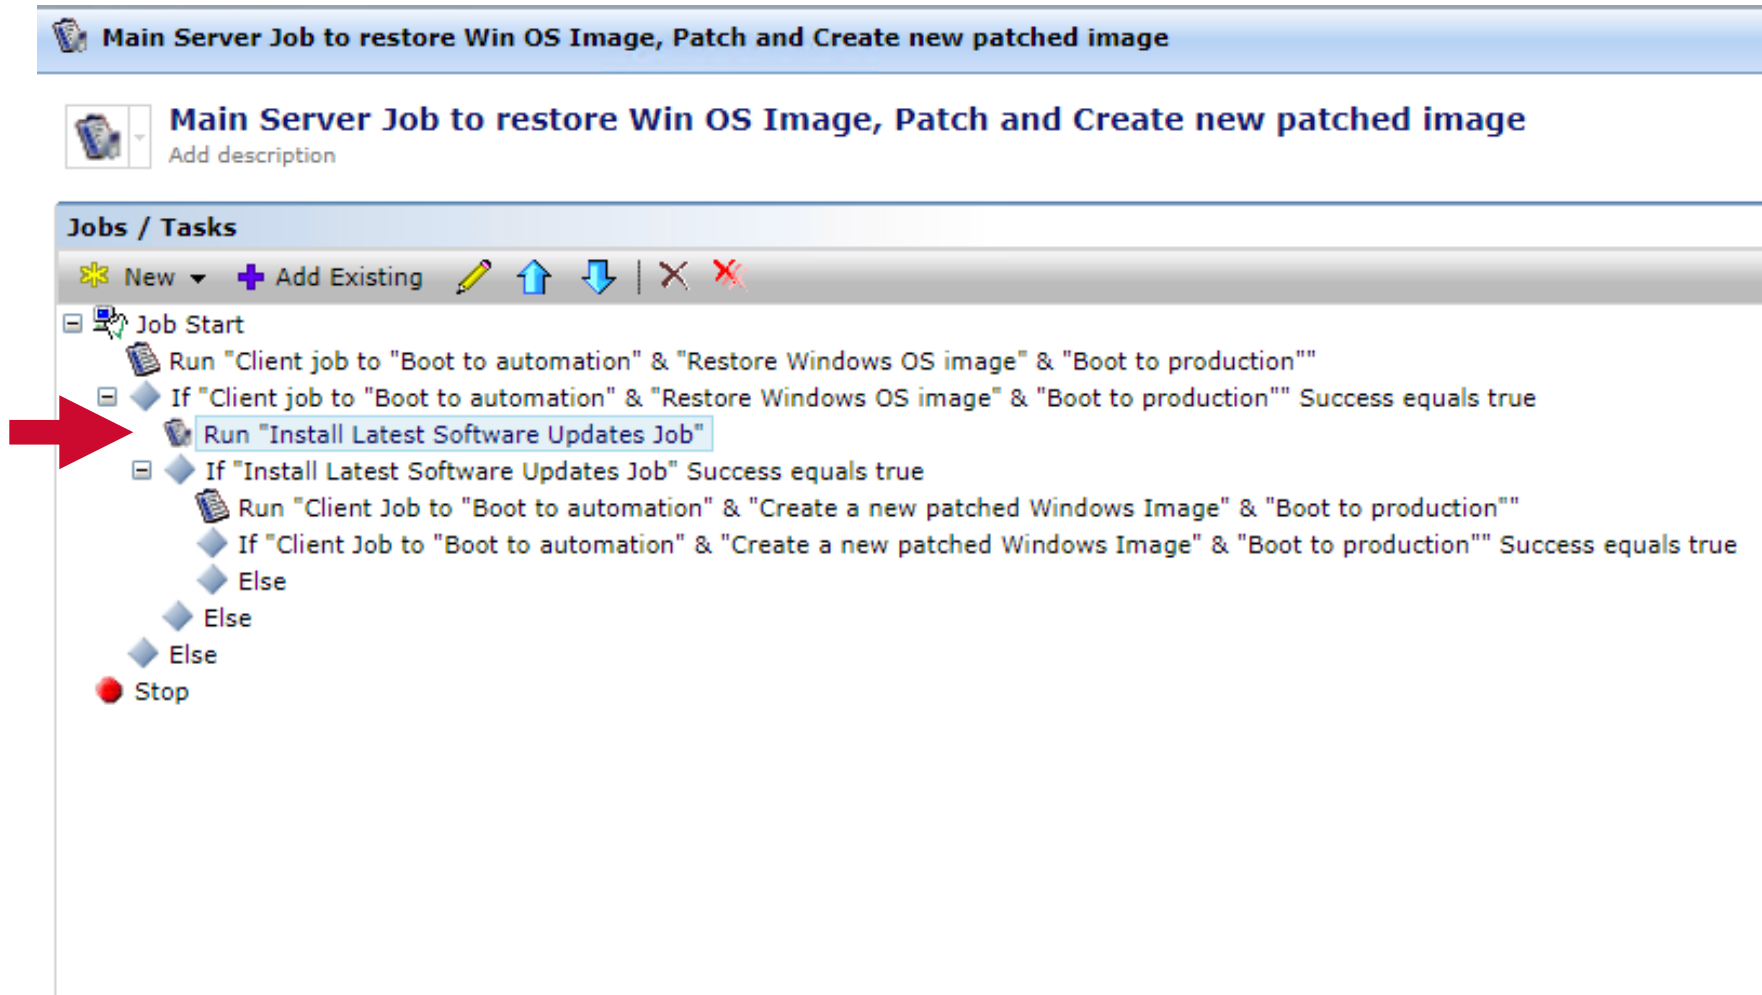 Main Server Job to restore Win OS Image, Patch and Create new patched image
Main Server Job to restore Win OS Image, Patch and Create new patched image
Add description
Jobs / Tasks
New Add Existing
Job Start
Run "Client job to "Boot to automation" & "Restore Windows OS image" & "Boot to production""
If "Client job to "Boot to automation" & "Restore Windows OS image" & "Boot to production"" Success equals true
Run "Install Latest Software Updates Job"
If "Install Latest Software Updates Job" Success equals true
Run "Client Job to "Boot to automation" & "Create a new patched Windows Image" & "Boot to production""
If "Client Job to "Boot to automation" & "Create a new patched Windows Image" & "Boot to production"" Success equals true
Else
Else
Else
Stop